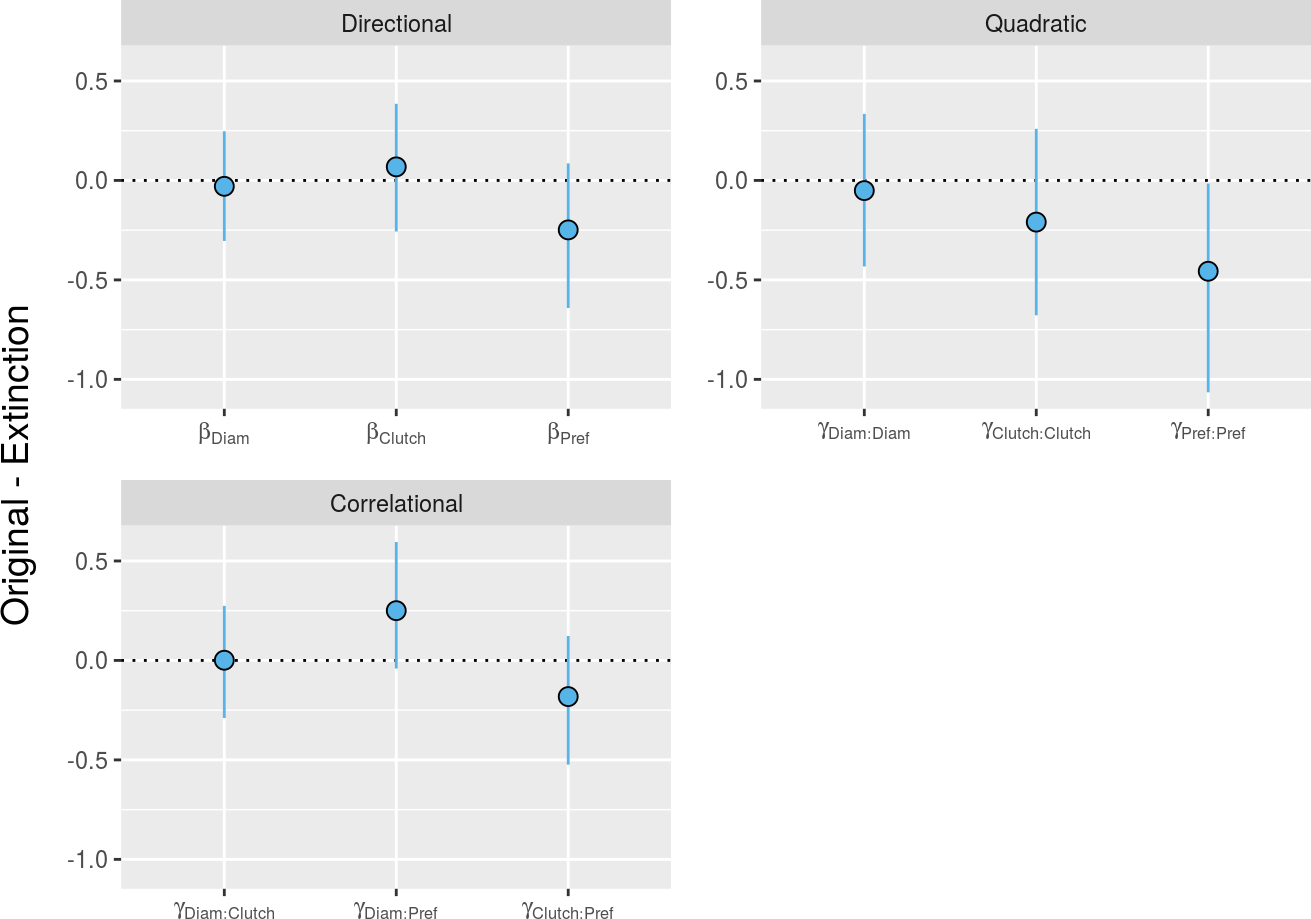 Original - Extinction
Directional
0.5
0.0
-0.5
-1.0
βDiam βClutch βPref
Quadratic
0.5
0.0
-0.5
-1.0
γDiam:Diam γClutch:Clutch γPref:Pref
Correlational
0.5
0.0
-0.5
-1.0
γDiam:Clutch γDiam:Pref γClutch:Pref